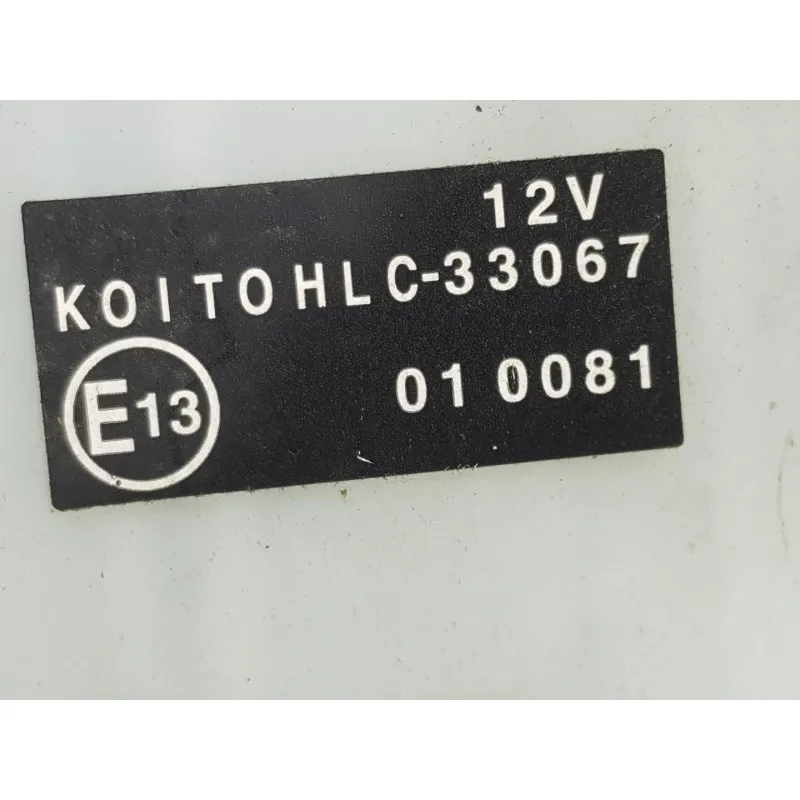 12V
KOITO HLC-33067
E13 01 0081